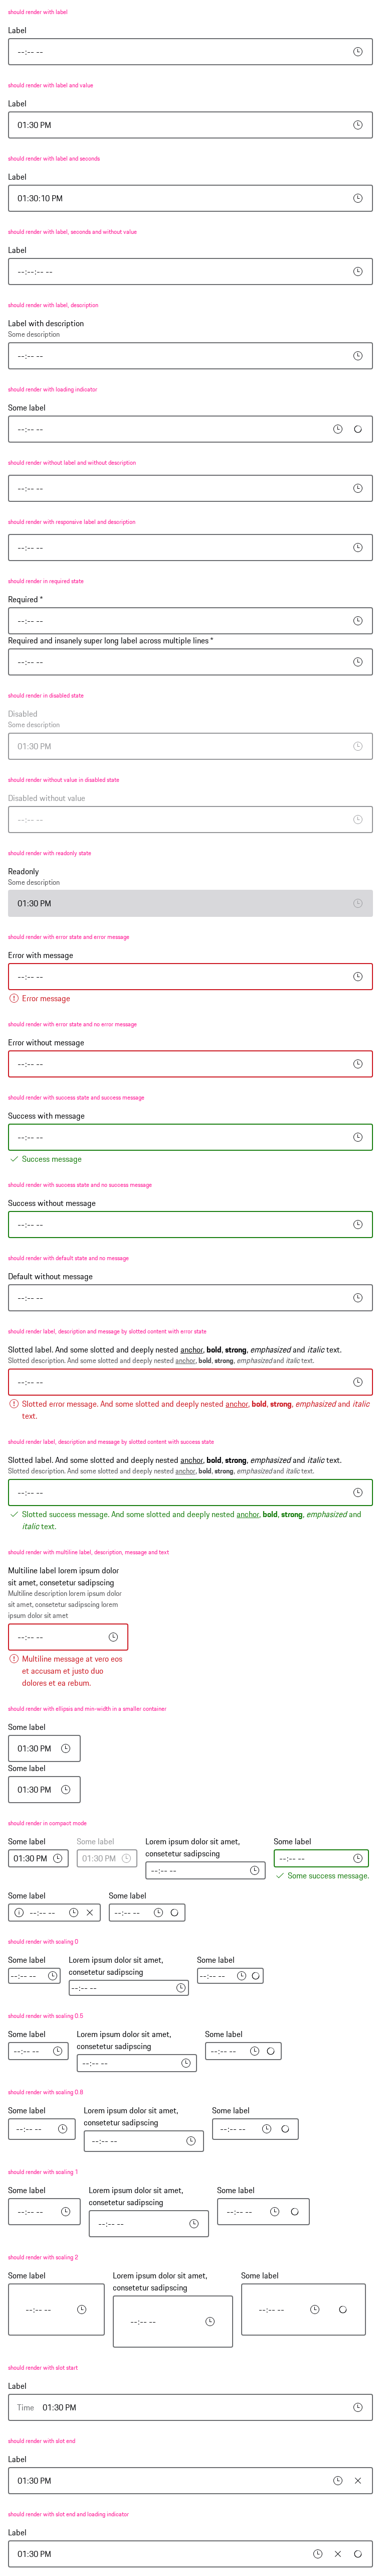 should render with label
Label
--:-- --
should render with label and value
Label
01:30 PM
should render with label and seconds
Label
01:30:10 PM
should render with label, seconds and without value
Label
--:--:-- --
should render with label, description
Label with description
Some description
--:-- --
should render with loading indicator
Some label
--:-- --
should render without label and without description
--:-- --
should render with responsive label and description
--:-- --
should render in required state
Required *
--:-- --
Required and insanely super long label across multiple lines *
--:-- --
should render in disabled state
Disabled
Some description
01:30 PM
should render without value in disabled state
Disabled without value
--:-- --
should render with readonly state
Readonly
Some description
01:30 PM
should render with error state and error message
Error with message
--:-- --
Error message
should render with error state and no error message
Error without message
--:-- --
should render with success state and success message
Success with message
--:-- --
Success message
should render with success state and no success message
Success without message
--:-- --
should render with default state and no message
Default without message
--:-- --
should render label, description and message by slotted content with error state
Slotted label. And some slotted and deeply nested anchor, bold, strong, emphasized and italic text.
Slotted description. And some slotted and deeply nested anchor, bold, strong, emphasized and italic text.
--:-- --
Slotted error message. And some slotted and deeply nested anchor, bold, strong, emphasized and italic
text.
should render label, description and message by slotted content with success state
Slotted label. And some slotted and deeply nested anchor, bold, strong, emphasized and italic text.
Slotted description. And some slotted and deeply nested anchor, bold, strong, emphasized and italic text.
--:-- --
Slotted success message. And some slotted and deeply nested anchor, bold, strong, emphasized and
italic text.
should render with multiline label, description, message and text
Multiline label lorem ipsum dolor
sit amet, consetetur sadipscing
Multiline description lorem ipsum dolor
sit amet, consetetur sadipscing lorem
ipsum dolor sit amet
--:-- --
Multiline message at vero eos
et accusam et justo duo
dolores et ea rebum.
should render with ellipsis and min-width in a smaller container
Some label
01:30 PM
Some label
01:30 PM
should render in compact mode
Some label
01:30 PM
Some label
01:30 PM
Lorem ipsum dolor sit amet,
consetetur sadipscing
--:-- --
Some label
--:-- --
Some success message.
Some label
--:-- --
Some label
--:-- --
should render with scaling 0
Some label
--:-- --
Lorem ipsum dolor sit amet,
consetetur sadipscing
--:-- --
Some label
--:-- --
should render with scaling 0.5
Some label
--:-- --
Lorem ipsum dolor sit amet,
consetetur sadipscing
--:-- --
Some label
--:-- --
should render with scaling 0.8
Some label
--:-- --
Lorem ipsum dolor sit amet,
consetetur sadipscing
--:-- --
Some label
--:-- --
should render with scaling 1
Some label
--:-- --
Lorem ipsum dolor sit amet,
consetetur sadipscing
--:-- --
Some label
--:-- --
should render with scaling 2
Some label
--:-- --
Lorem ipsum dolor sit amet,
consetetur sadipscing
--:-- --
Some label
--:-- --
should render with slot start
Label
Time 01:30 PM
should render with slot end
Label
01:30 PM
should render with slot end and loading indicator
Label
01:30 PM